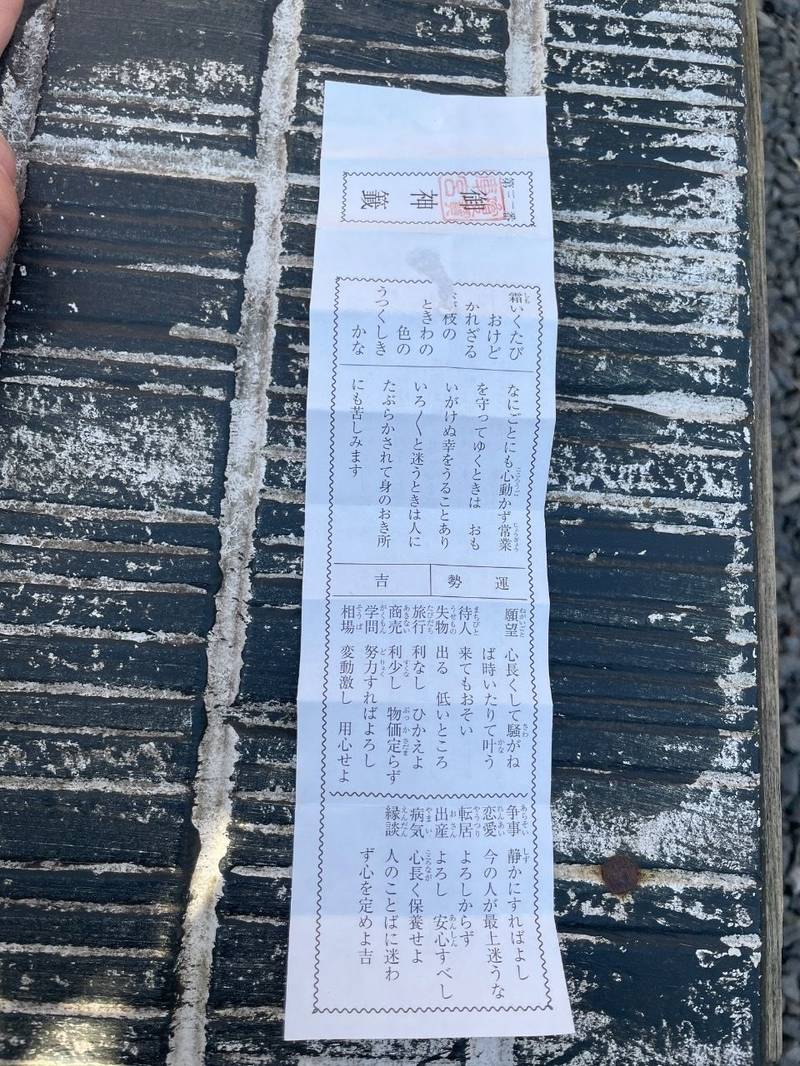 御神籤
霜いくたび
おけど
かれざる
枝の
ときわの
色の
うつくしき
かな
なにごとにも心動かず常業
を守ってゆくときは おも
いがけぬ幸をうることあり
いろ〱と迷うときは人に
たぶらかされて身のおき所
にも苦しみます
運勢
吉
願望 心長くして騒がね
ば時いたりて叶う
待人 来てもおそい
失物 出る 低いところ
旅行 利なし ひかえよ
商売 利少し 物価定らず
学問 努力すればよろし
相場 変動激し 用心せよ
争事 静かにすればよし
恋愛 今の人が最上迷うな
転居 よろしからず
出産 よろし 安心すべし
病気 心長く保養せよ
縁談 人のことばに迷わ
ず心を定めよ吉